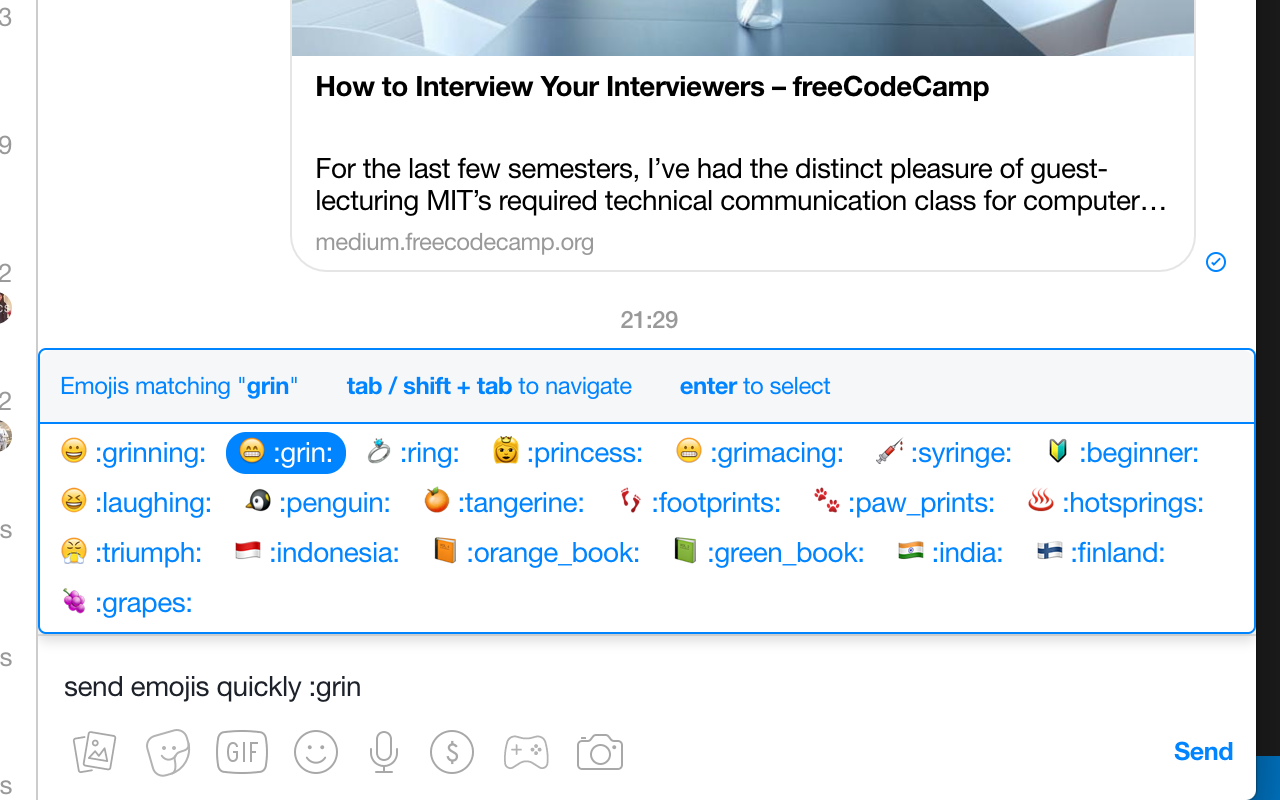 3
9
2
2
s
s
s
How to Interview Your Interviewers – freeCodeCamp
For the last few semesters, I’ve had the distinct pleasure of guest-
lecturing MIT’s required technical communication class for computer…
medium.freecodecamp.org
21:29
Emojis matching "grin" tab / shift + tab to navigate enter to select
:grinning: :grin: :ring: :princess: :grimacing: :syringe: :beginner:
:laughing: :penguin: :tangerine: :footprints: :paw_prints: :hotsprings:
:triumph: :indonesia: :orange_book: :green_book: :india: :finland:
:grapes:
send emojis quickly :grin
GIF $ Send